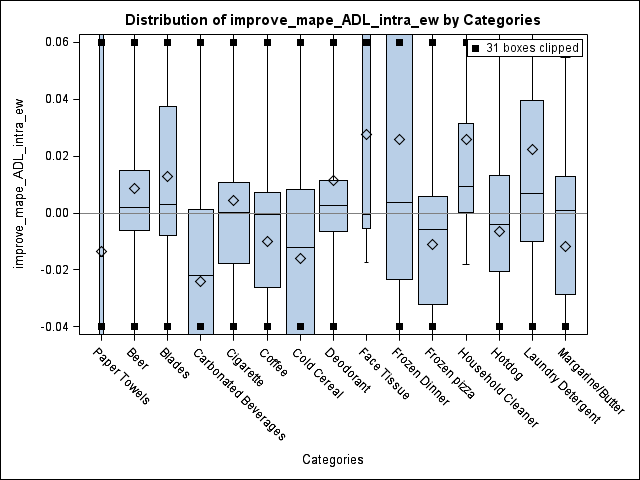 Distribution of improve_mape_ADL_intra_ew by Categories
31 boxes clipped
improve_mape_ADL_intra_ew
0.06
0.04
0.02
0.00
-0.02
-0.04
Paper Towels
Beer
Blades
Carbonated Beverages
Cigarette
Coffee
Cold Cereal
Deodorant
Face Tissue
Frozen Dinner
Frozen pizza
Household Cleaner
Hotdog
Laundry Detergent
Margarine/Butter
Categories